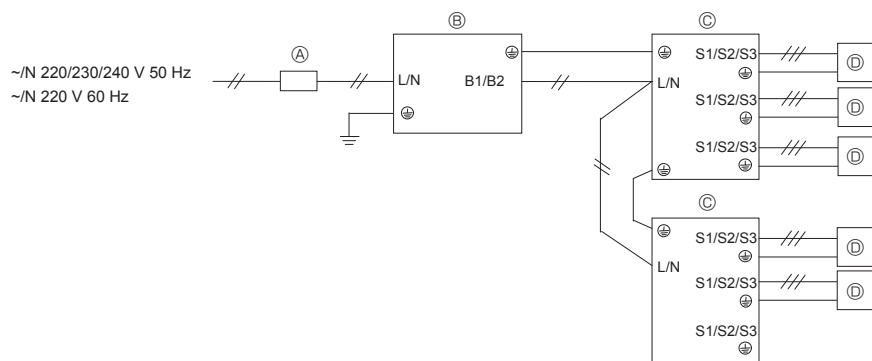 ~/N 220/230/240 V 50 Hz
~/N 220 V 60 Hz
Ⓐ
Ⓑ
L/N
B1/B2
Ⓒ
L/N
S1/S2/S3
Ⓓ
S1/S2/S3
Ⓓ
S1/S2/S3
Ⓓ
Ⓒ
L/N
S1/S2/S3
Ⓓ
S1/S2/S3
Ⓓ
S1/S2/S3